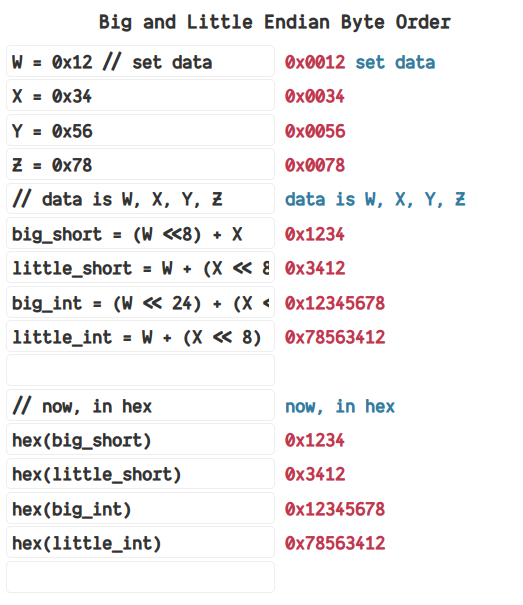 Big and Little Endian Byte Order
W = 0x12 // set data 0x0012 set data
X = 0x34 0x0034
Y = 0x56 0x0056
Z = 0x78 0x0078
// data is W, X, Y, Z data is W, X, Y, Z
big_short = (W <<8) + X 0x1234
little_short = W + (X << 8 0x3412
big_int = (W << 24) + (X < 0x12345678
little_int = W + (X << 8) 0x78563412
// now, in hex now, in hex
hex(big_short) 0x1234
hex(little_short) 0x3412
hex(big_int) 0x12345678
hex(little_int) 0x78563412